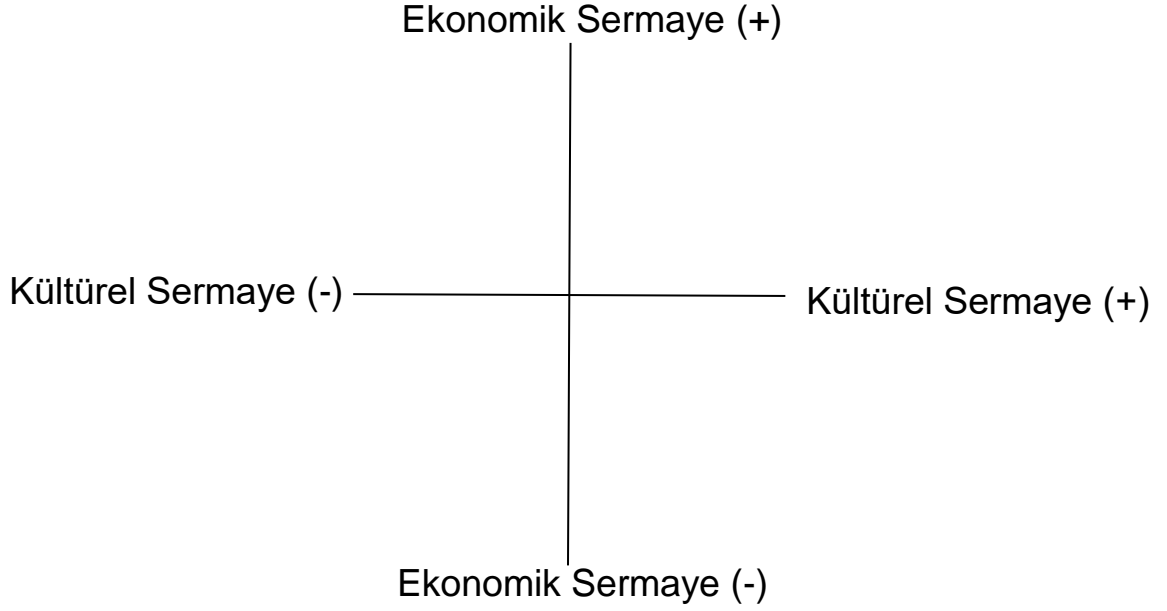 Ekonomik Sermaye (+)
Kültürel Sermaye (-)
Kültürel Sermaye (+)
Ekonomik Sermaye (-)